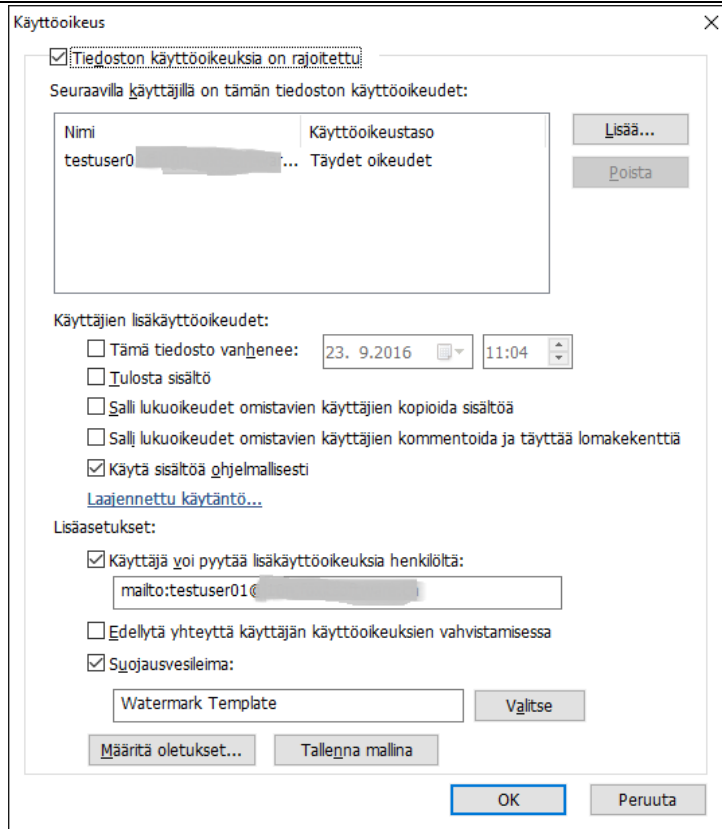 Käyttöoikeus
Tiedoston käyttöoikeuksia on rajoitettu
Seuraavilla käyttäjillä on tämän tiedoston käyttöoikeudet:
Nimi Käyttöoikeustaso Lisää...
testuser0 r... Täydet oikeudet
Poista
Käyttäjien lisäkäyttöoikeudet:
Tämä tiedosto vanhenee: 23. 9.2016 11:04
Tulosta sisältö
Salli lukuoikeudet omistavien käyttäjien kopioida sisältöä
Salli lukuoikeudet omistavien käyttäjien kommentoida ja täyttää lomakekenttiä
Käytä sisältöä ohjelmallisesti
Laajennettu käytäntö...
Lisäasetukset:
Käyttäjä voi pyytää lisäkäyttöoikeuksia henkilöltä:
mailto:testuser01@
Edellytä yhteyttä käyttäjän käyttöoikeuksien vahvistamisessa
Suojausvesileima:
Watermark Template Valitse
Määritä oletukset... Tallenna mallina
OK Peruuta